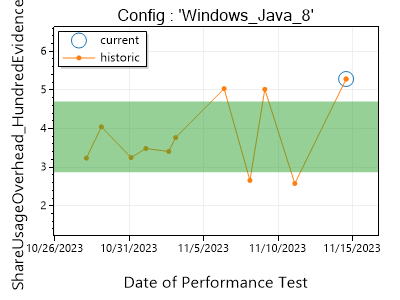 Config : 'Windows_Java_8'
ShareUsageOverhead_HundredEvidence
current
historic
6
5
4
3
2
10/26/2023
10/31/2023
11/5/2023
11/10/2023
11/15/2023
Date of Performance Test